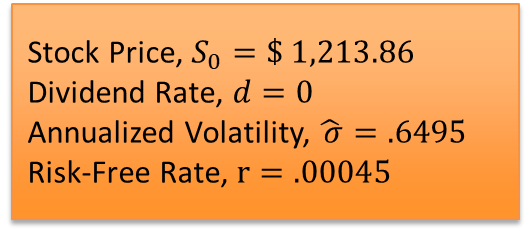 Stock Price, S₀ = $ 1,213.86
Dividend Rate, d = 0
Annualized Volatility, σ̂ = .6495
Risk-Free Rate, r = .00045